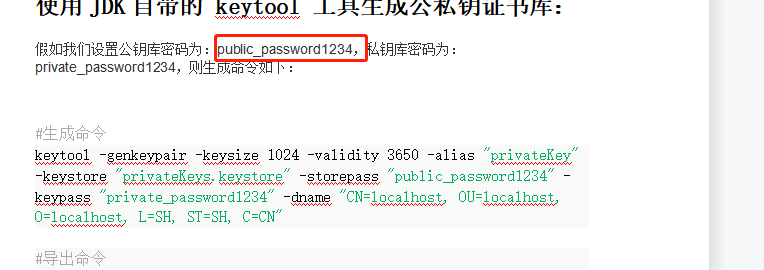 使用 JDK 自带的 keytool 工具生成公私钥证书库：
假如我们设置公钥库密码为：public_password1234，私钥库密码为：
private_password1234，则生成命令如下：
#生成命令
keytool -genkeypair -keysize 1024 -validity 3650 -alias "privateKey"
-keystore "privateKeys.keystore" -storepass "public_password1234" -
keypass "private_password1234" -dname "CN=localhost, OU=localhost,
O=localhost, L=SH, ST=SH, C=CN"
#导出命令